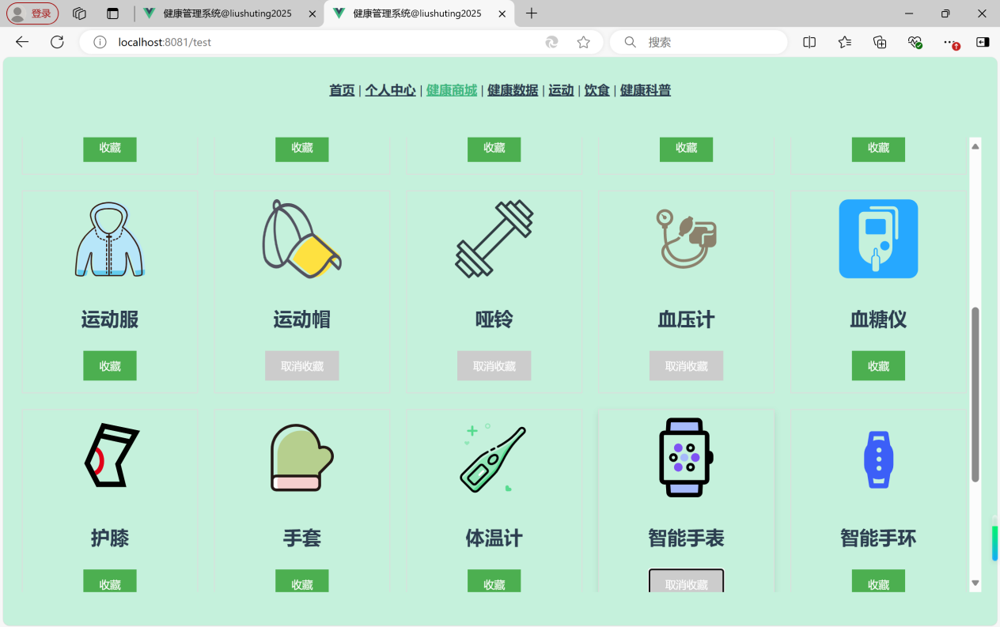 登录 健康管理系统@liushuting2025 健康管理系统@liushuting2025
localhost:8081/test 搜索
首页 | 个人中心 | 健康商城 | 健康数据 | 运动 | 饮食 | 健康科普
收藏 收藏 收藏 收藏 收藏
运动服 运动帽 哑铃 血压计 血糖仪
收藏 取消收藏 取消收藏 取消收藏 收藏
护膝 手套 体温计 智能手表 智能手环
收藏 收藏 收藏 取消收藏 收藏